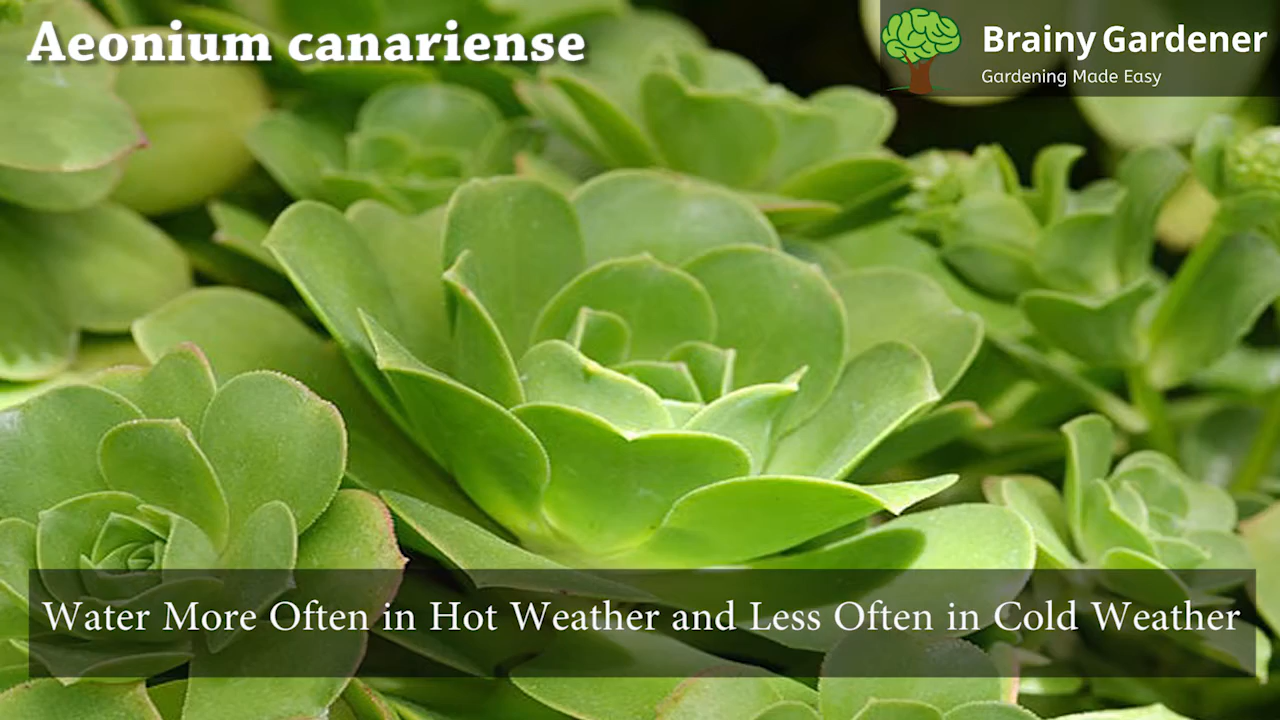 Aeonium canariense
Brainy Gardener
Gardening Made Easy
Water More Often in Hot Weather and Less Often in Cold Weather